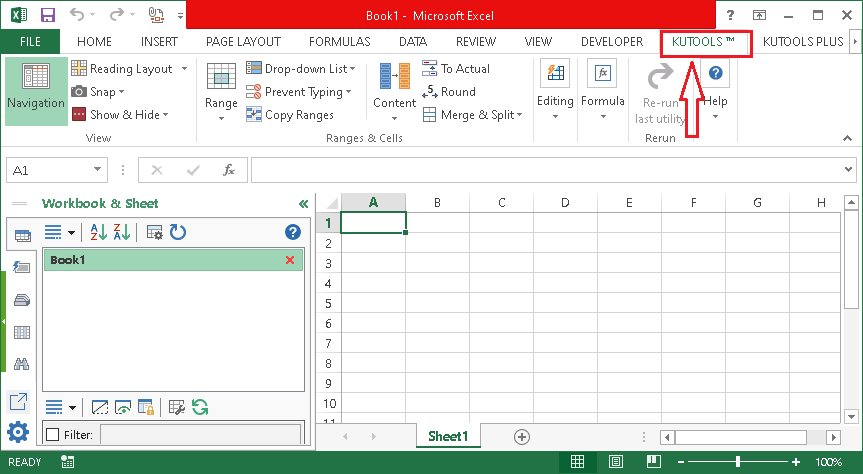 Book1 - Microsoft Excel
?
FILE HOME INSERT PAGE LAYOUT FORMULAS DATA REVIEW VIEW DEVELOPER KUTOOLS ™ KUTOOLS PLUS
Navigation
Reading Layout
Snap
Show & Hide
View
Range
Drop-down List
Prevent Typing
Copy Ranges
Content
To Actual
Round
Merge & Split
Ranges & Cells
Editing
Formula
Re-run
last utility
Rerun
Help
A1
fx
Workbook & Sheet
Book1
Filter:
A B C D E F G H
1
2
3
4
5
6
7
8
9
10
11
Sheet1
READY
100%